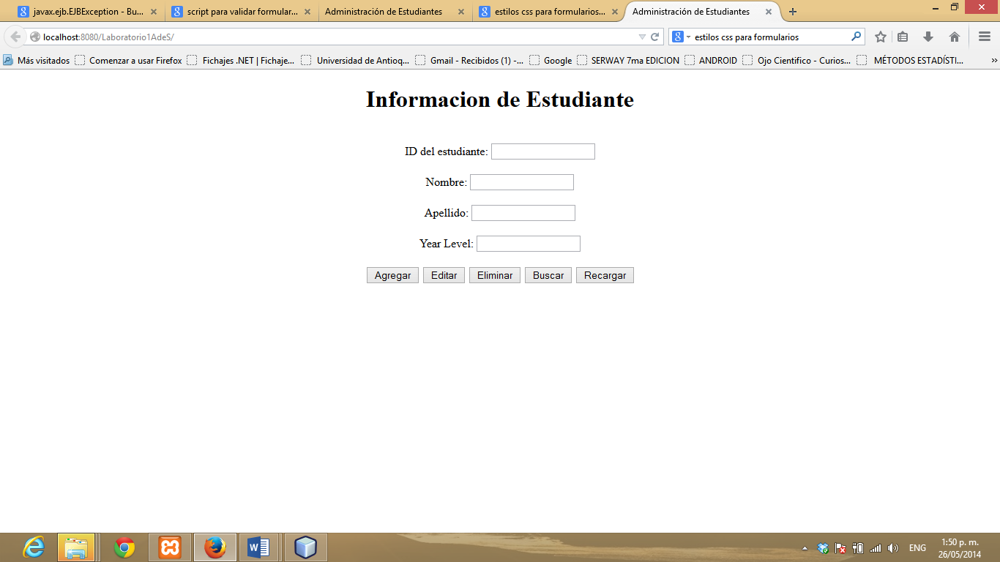 javax.ejb.EJBException - Bu...
script para validar formular...
Administración de Estudiantes
estilos css para formularios...
Administración de Estudiantes
localhost:8080/Laboratorio1AdeS/
estilos css para formularios
Más visitados
Comenzar a usar Firefox
Fichajes .NET | Fichaje...
Universidad de Antioq...
Gmail - Recibidos (1) -...
Google
SERWAY 7ma EDICION
ANDROID
Ojo Cientifico - Curios...
MÉTODOS ESTADÍSTI...
Informacion de Estudiante
ID del estudiante:
Nombre:
Apellido:
Year Level:
Agregar Editar Eliminar Buscar Recargar
ENG
1:50 p. m.
26/05/2014